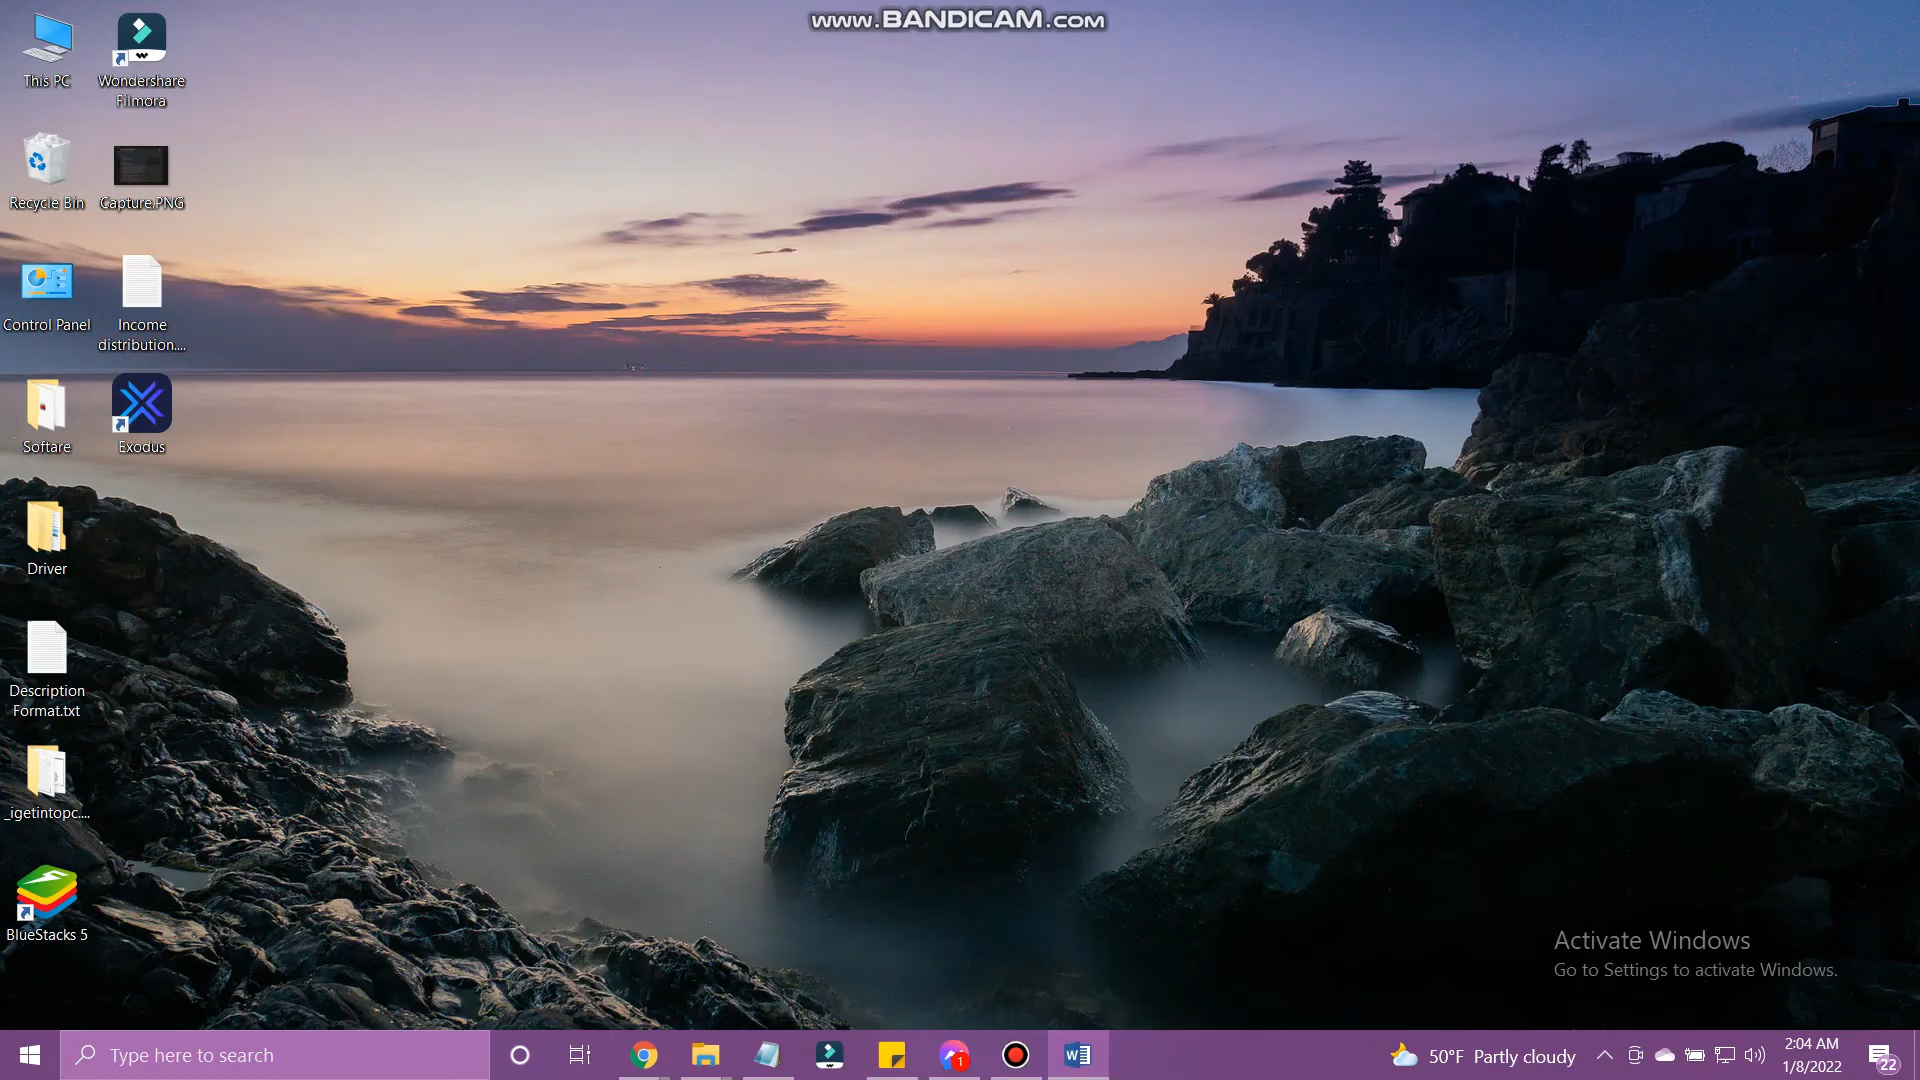 www.BANDICAM.com
This PC
Wondershare
Filmora
Recycle Bin
Capture.PNG
Control Panel
Income
distribution....
Softare
Exodus
Driver
Description
Format.txt
_igetintopc....
BlueStacks 5
Activate Windows
Go to Settings to activate Windows.
Type here to search
1
W
50°F Partly cloudy
2:04 AM
1/8/2022
22